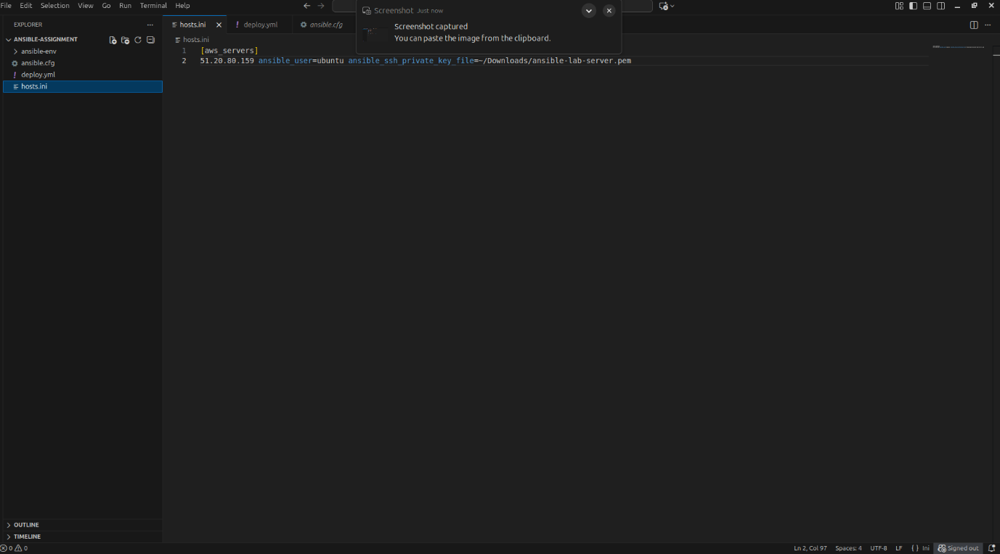 File Edit Selection View Go Run Terminal Help
Screenshot Just now
Screenshot captured
You can paste the image from the clipboard.
EXPLORER
ANSIBLE-ASSIGNMENT
ansible-env
ansible.cfg
deploy.yml
hosts.ini
hosts.ini deploy.yml ansible.cfg
hosts.ini
1 [aws_servers]
2 51.20.80.159 ansible_user=ubuntu ansible_ssh_private_key_file=~/Downloads/ansible-lab-server.pem
OUTLINE
TIMELINE
0 0 Ln 2, Col 97 Spaces: 4 UTF-8 LF { } Ini Signed out